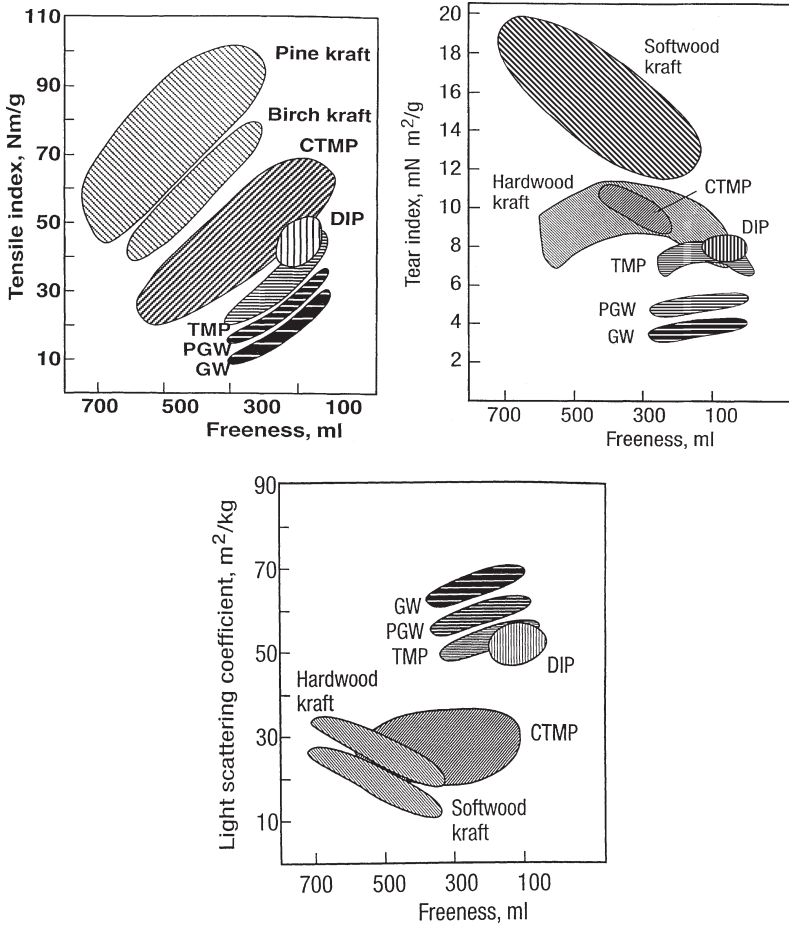 110
90
70
50
30
10
Tensile index, Nm/g
Pine kraft
Birch kraft
CTMP
DIP
TMP
PGW
GW
700 500 300 100
Freeness, ml
20
18
16
14
12
10
8
6
4
2
Tear index, mN m²/g
Softwood
kraft
Hardwood
kraft
CTMP
DIP
TMP
PGW
GW
700 500 300 100
Freeness, ml
90
70
50
30
10
Light scattering coefficient, m²/kg
GW
PGW
TMP
DIP
Hardwood
kraft
CTMP
Softwood
kraft
700 500 300 100
Freeness, ml